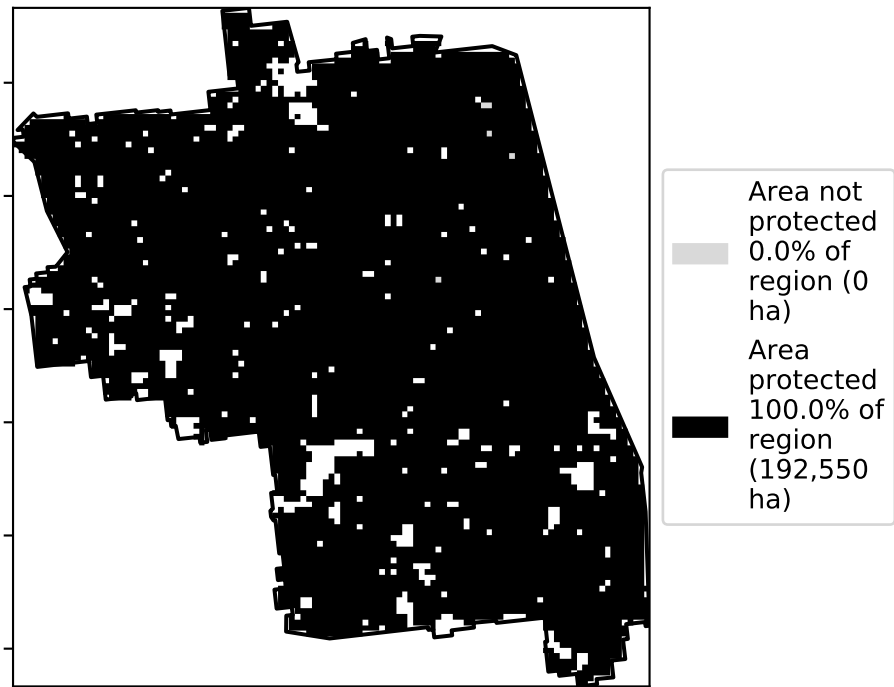 Area not
protected
0.0% of
region (0
ha)
Area
protected
100.0% of
region
(192,550
ha)